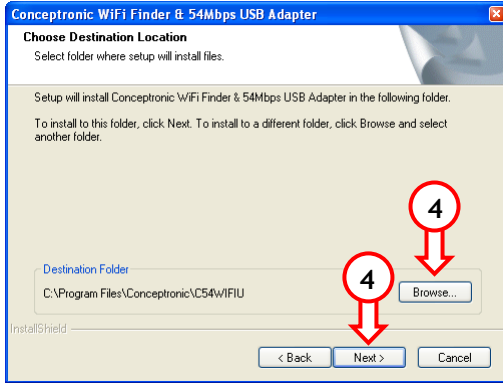 Conceptronic WiFi Finder & 54Mbps USB Adapter
Choose Destination Location
Select folder where setup will install files.
Setup will install Conceptronic WiFi Finder & 54Mbps USB Adapter in the following folder.
To install to this folder, click Next. To install to a different folder, click Browse and select
another folder.
4
Destination Folder
4
C:\Program Files\Conceptronic\C54WIFIU
Browse...
InstallShield
< Back Next > Cancel